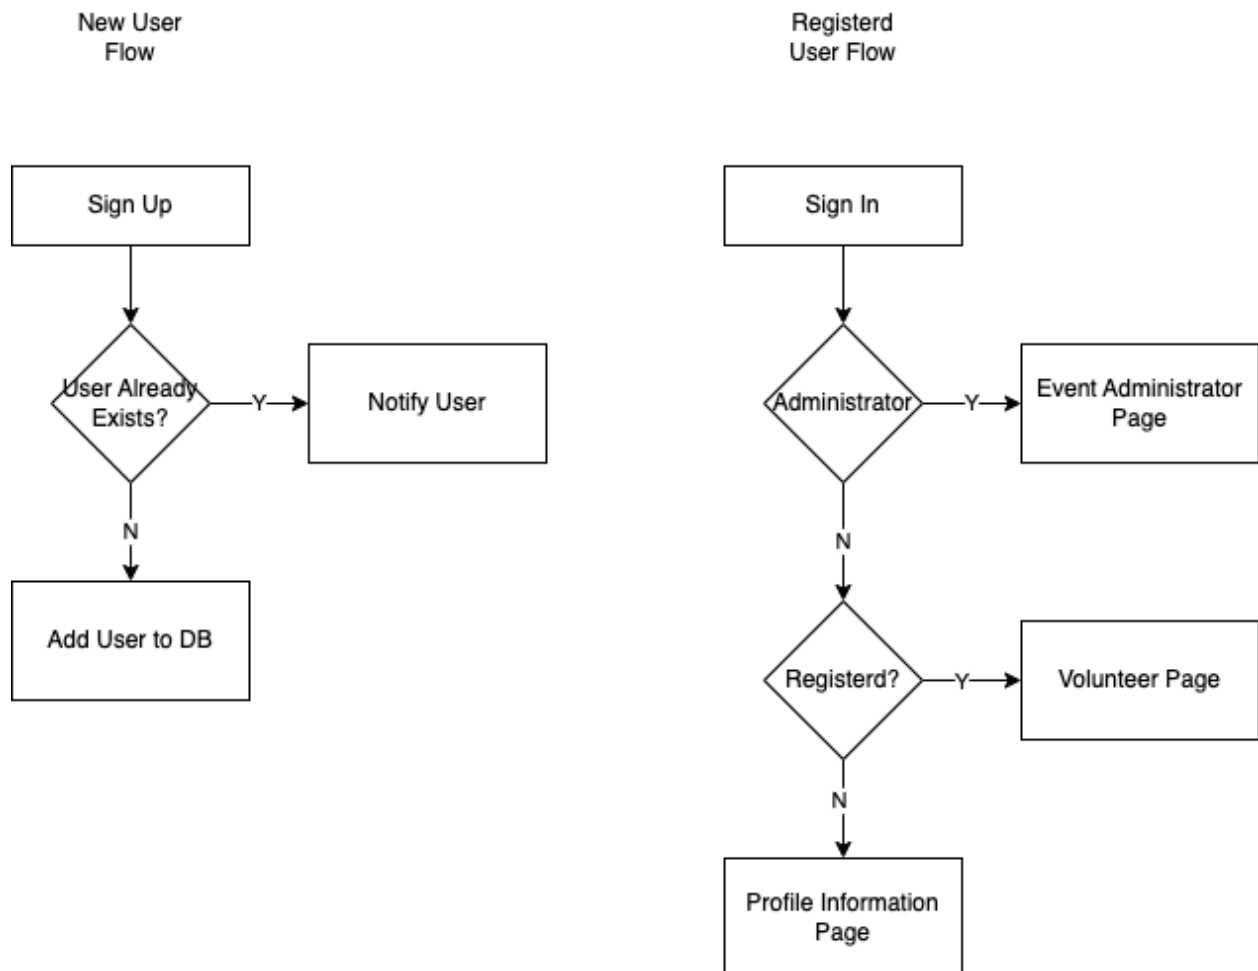 New User
Flow
Registerd
User Flow
Sign Up
Sign In
User Already
Exists?
Y
Notify User
Administrator
Y
Event Administrator
Page
N
N
Add User to DB
Registerd?
Y
Volunteer Page
N
Profile Information
Page